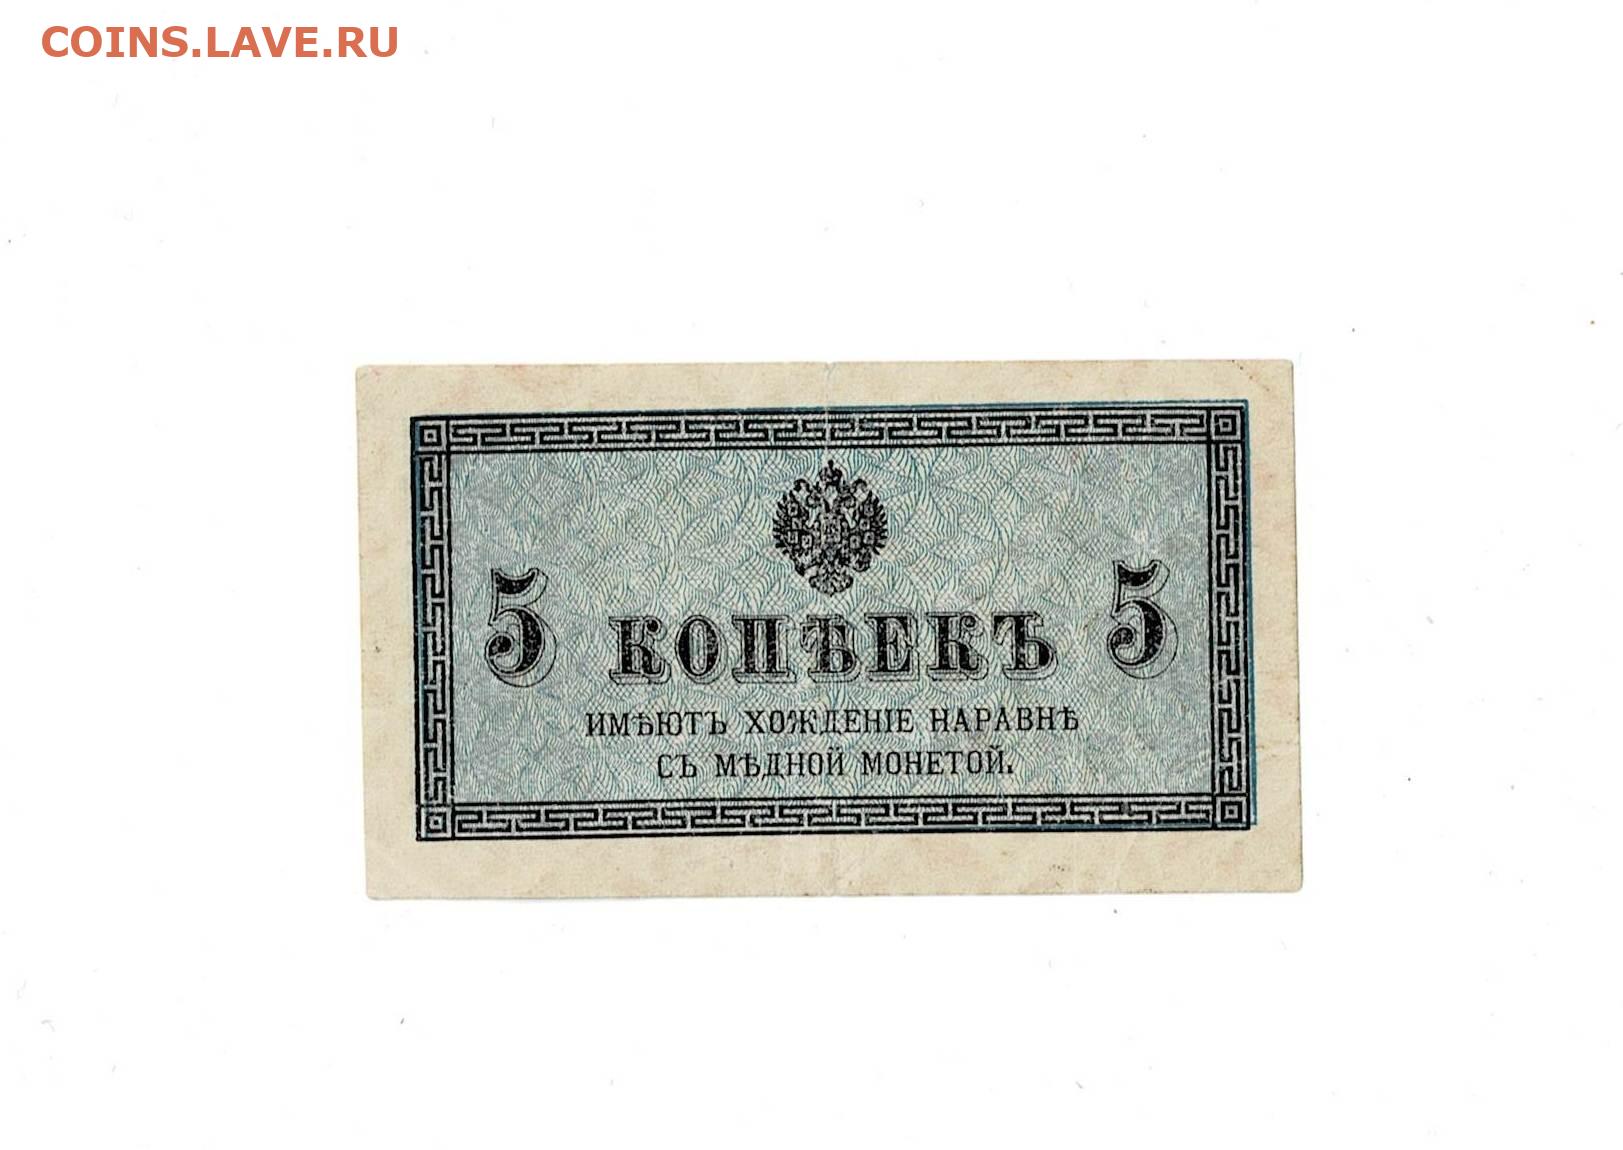 COINS.LAVE.RU
5 КОПѢЕКЪ 5
ИМѢЮТЪ ХОЖДЕНІЕ НАРАВНѢ
СЪ МѢДНОЙ МОНЕТОЙ.